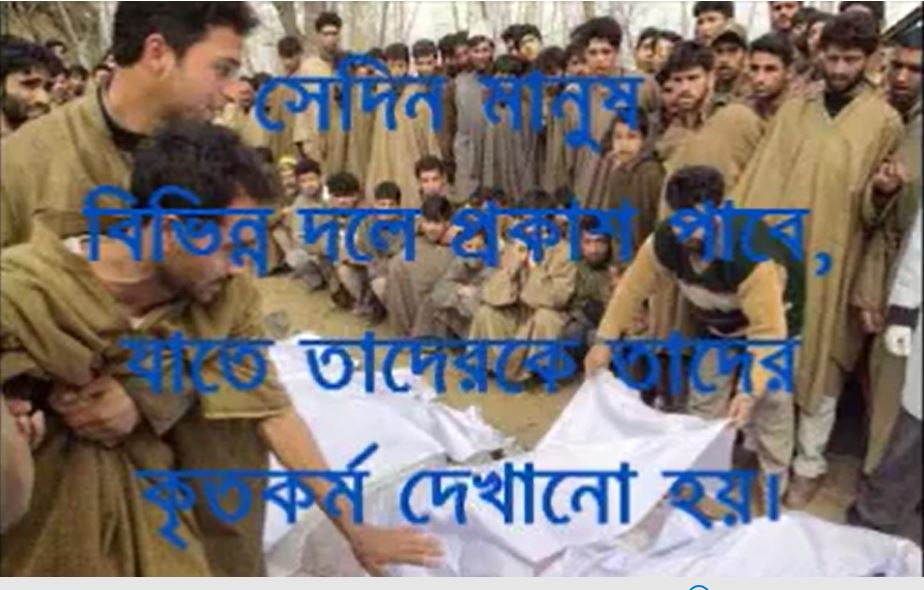 সেদিন মানুষ
বিভিন্ন দলে প্রকাশ পাবে,
যাতে তাদেরকে তাদের
কৃতকর্ম দেখানো হয়।